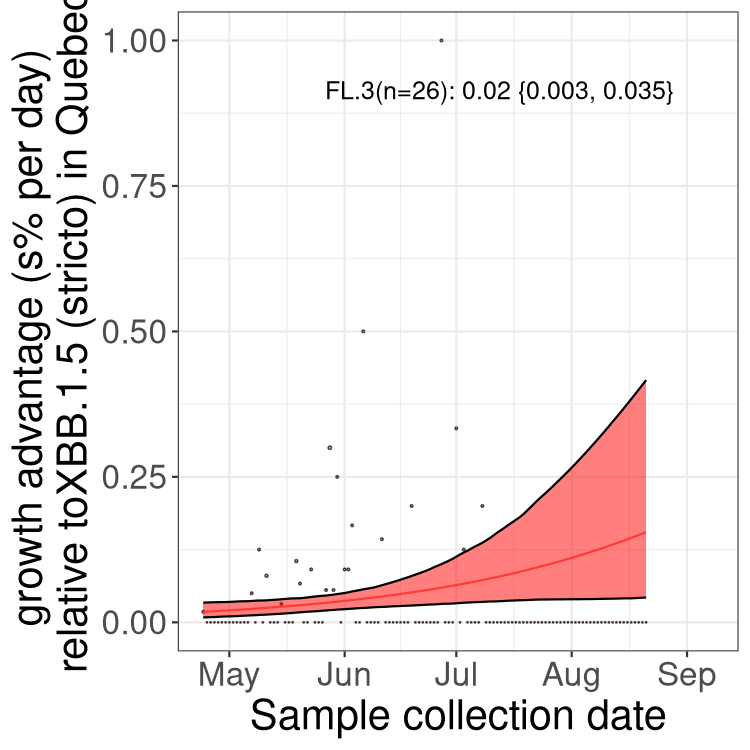 growth advantage (s% per day)
relative toXBB.1.5 (stricto) in Quebec
1.00
0.75
0.50
0.25
0.00
FL.3(n=26): 0.02 {0.003, 0.035}
May Jun Jul Aug Sep
Sample collection date